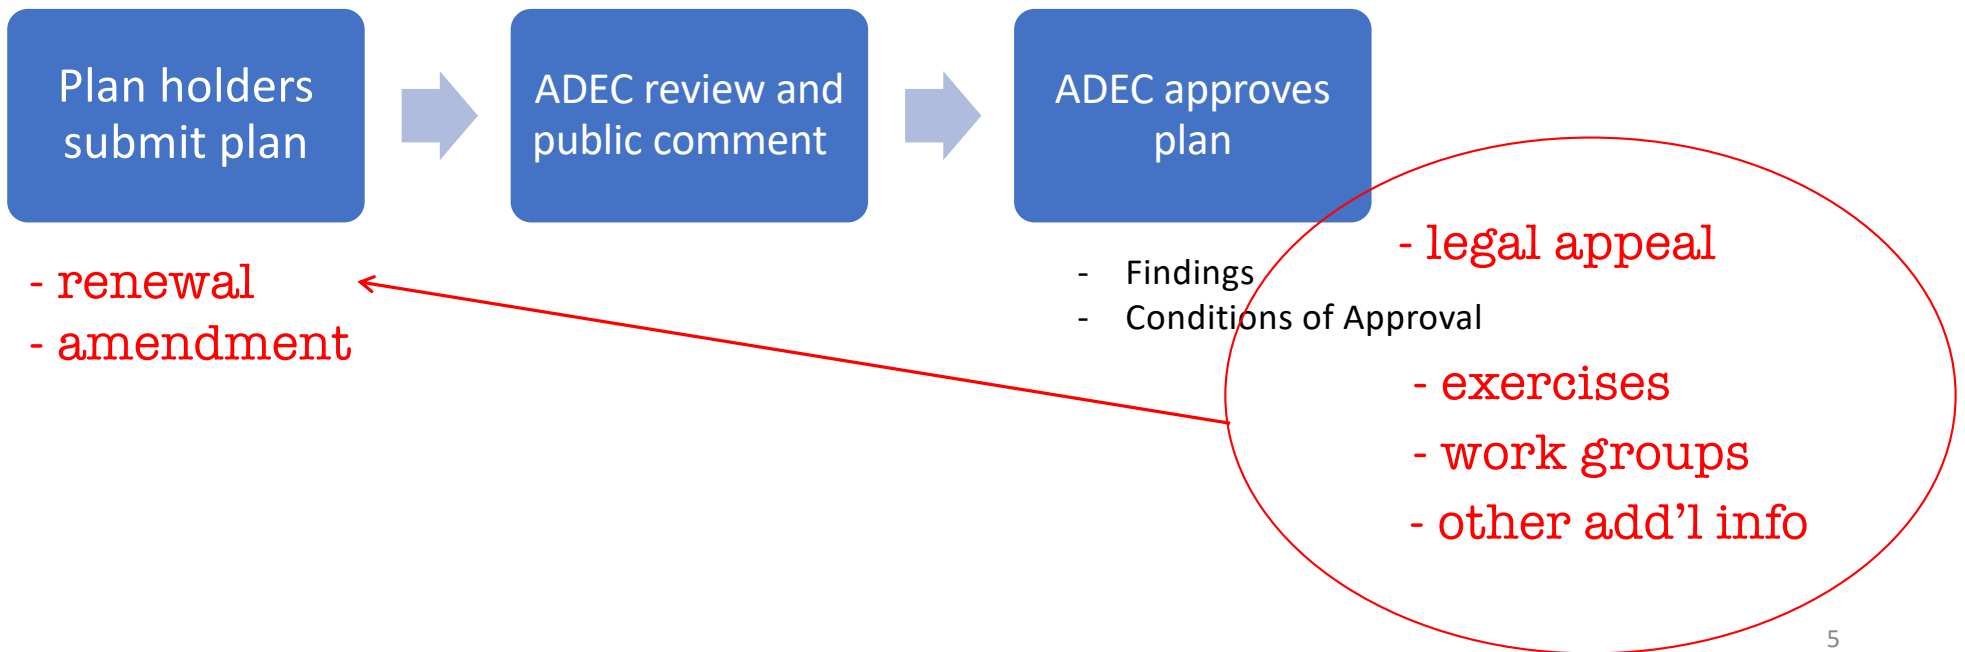 Plan holders
submit plan
ADEC review and
public comment
ADEC approves
plan
- renewal
- amendment
- Findings
- Conditions of Approval
- legal appeal
- exercises
- work groups
- other add’l info
5